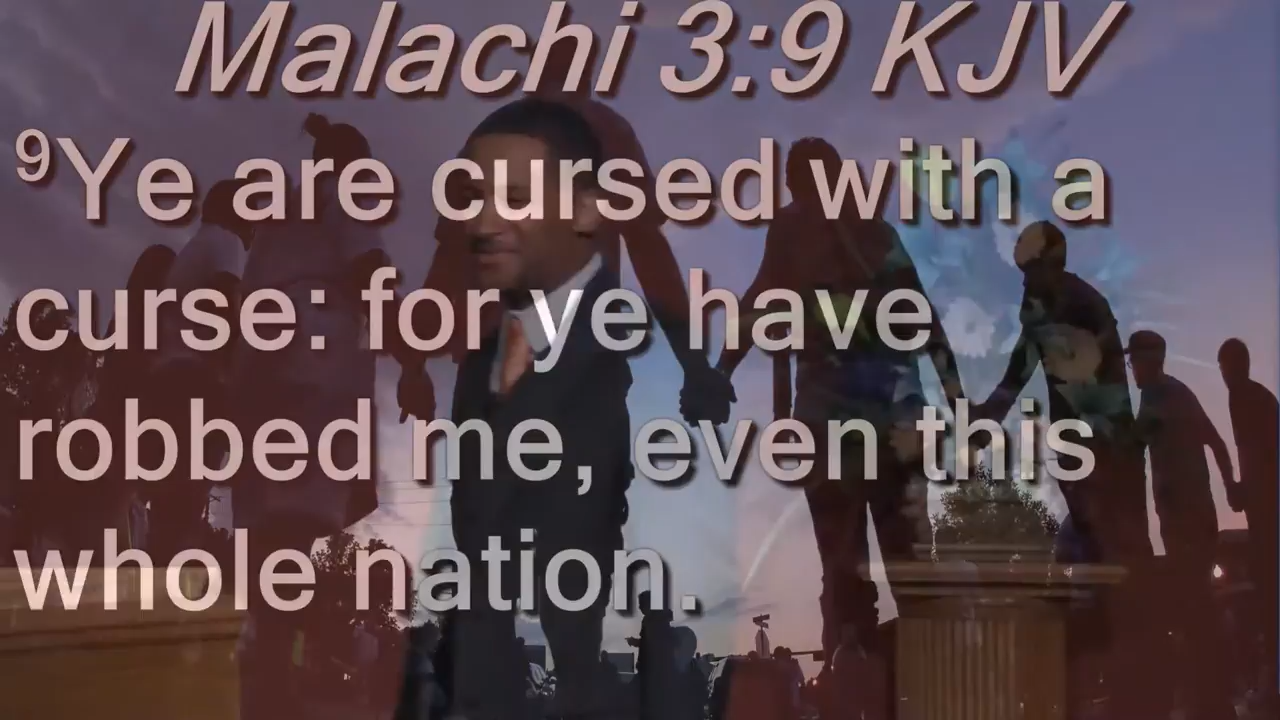 Malachi 3:9 KJV
⁹Ye are cursed with a
curse: for ye have
robbed me, even this
whole nation.